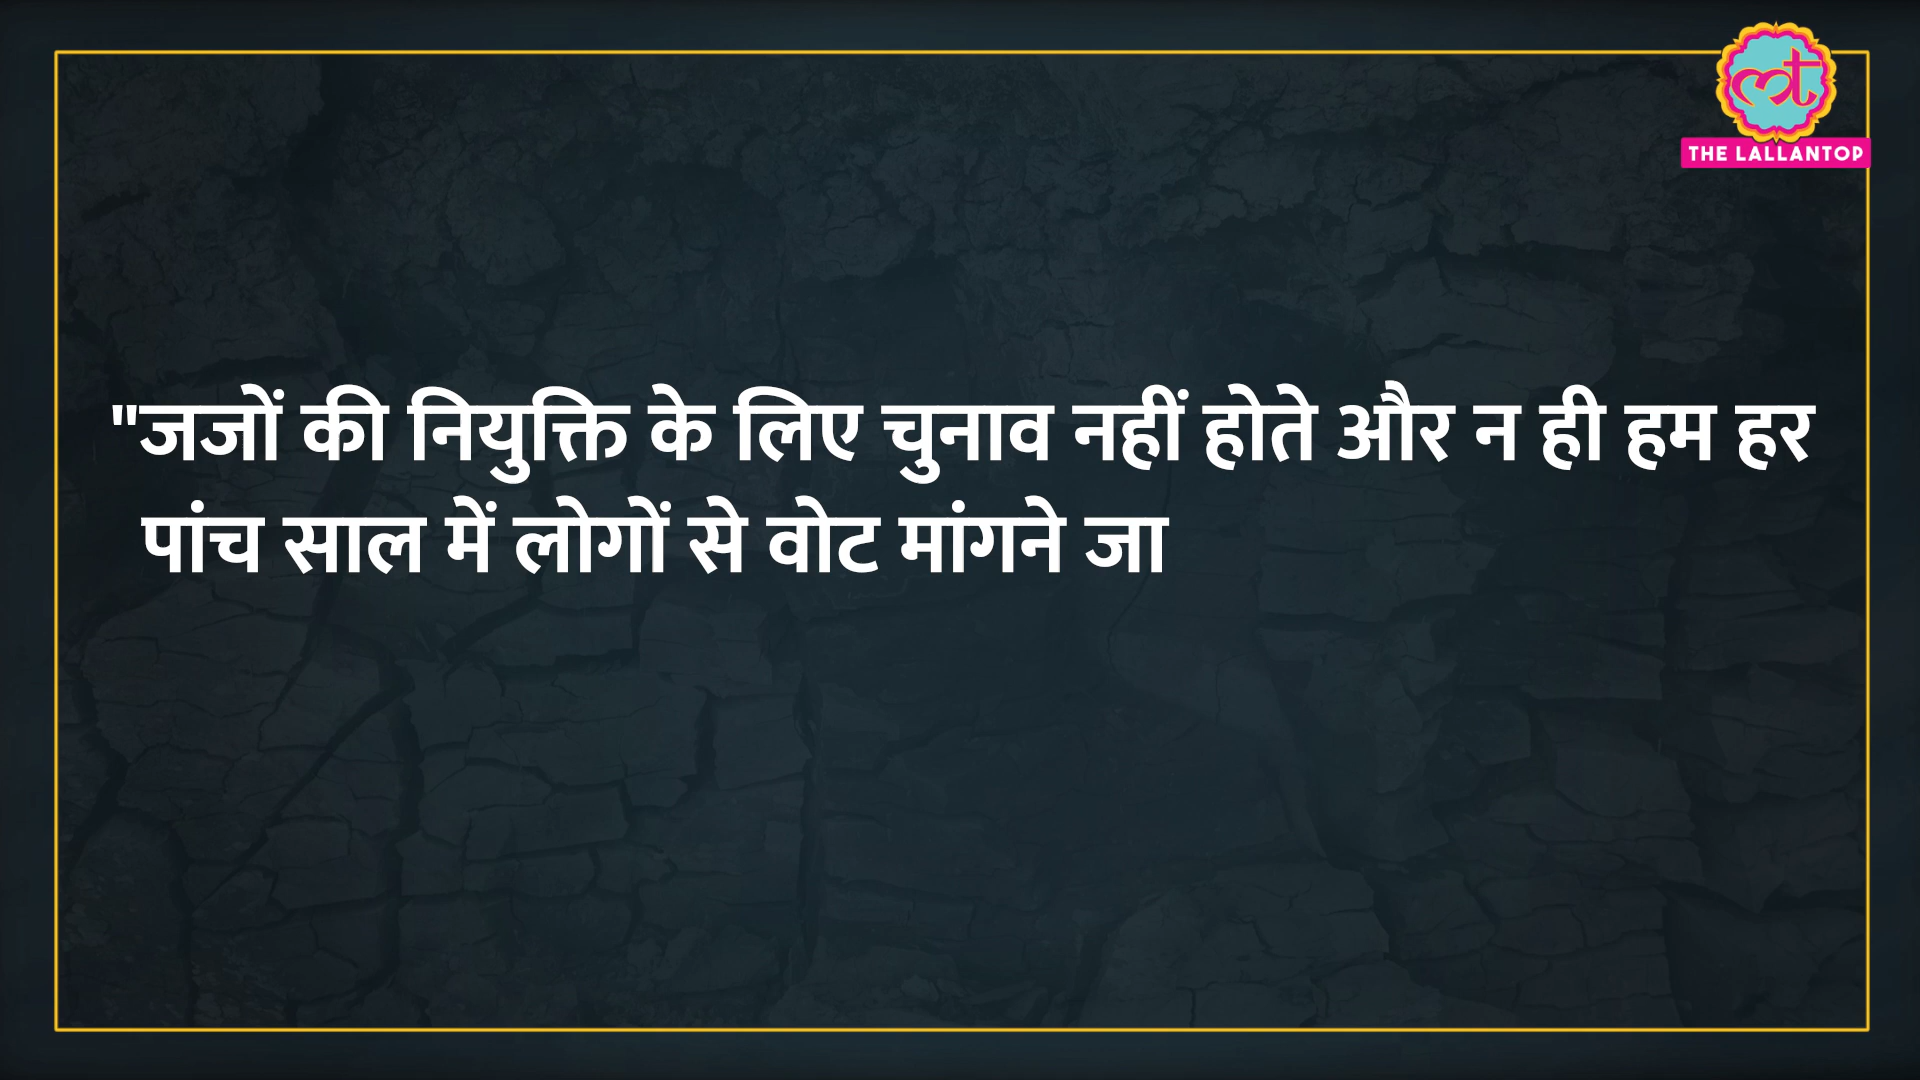 THE LALLANTOP
"जजों की नियुक्ति के लिए चुनाव नहीं होते और न ही हम हर
पांच साल में लोगों से वोट मांगने जा